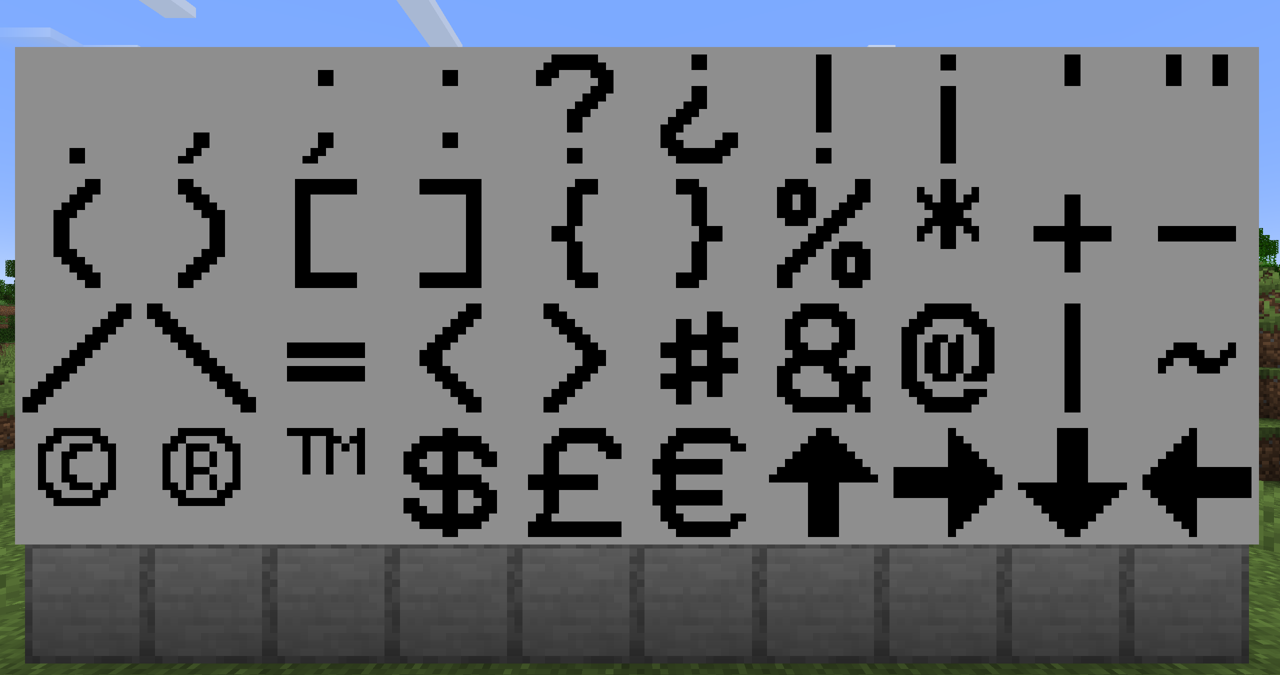 . , ; : ? ¿ ! ¡ ' "
( ) [ ] { } % * + -
/ \ = < > # & @ | ~
© ® ™ $ £ € ↑ → ↓ ←